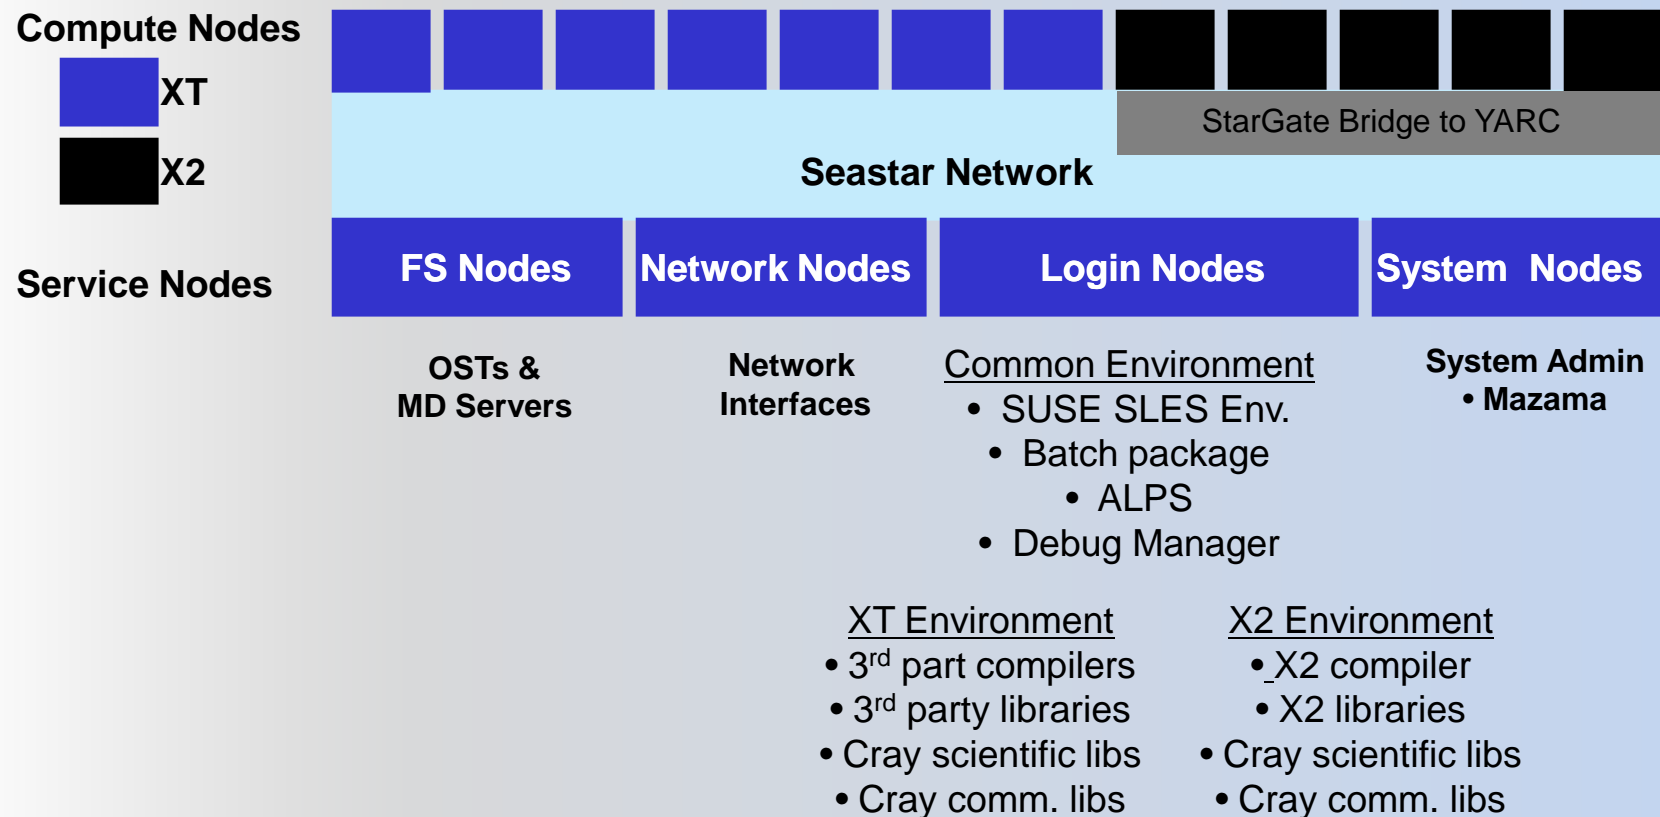 Compute Nodes
XT
X2
StarGate Bridge to YARC
Seastar Network
Service Nodes
FS Nodes
Network Nodes
Login Nodes
System Nodes
OSTs &
MD Servers
Network
Interfaces
Common Environment
• SUSE SLES Env.
• Batch package
• ALPS
• Debug Manager
System Admin
• Mazama
XT Environment
• 3rd part compilers
• 3rd party libraries
• Cray scientific libs
• Cray comm. libs
X2 Environment
• X2 compiler
• X2 libraries
• Cray scientific libs
• Cray comm. libs